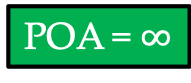 POA = ∞